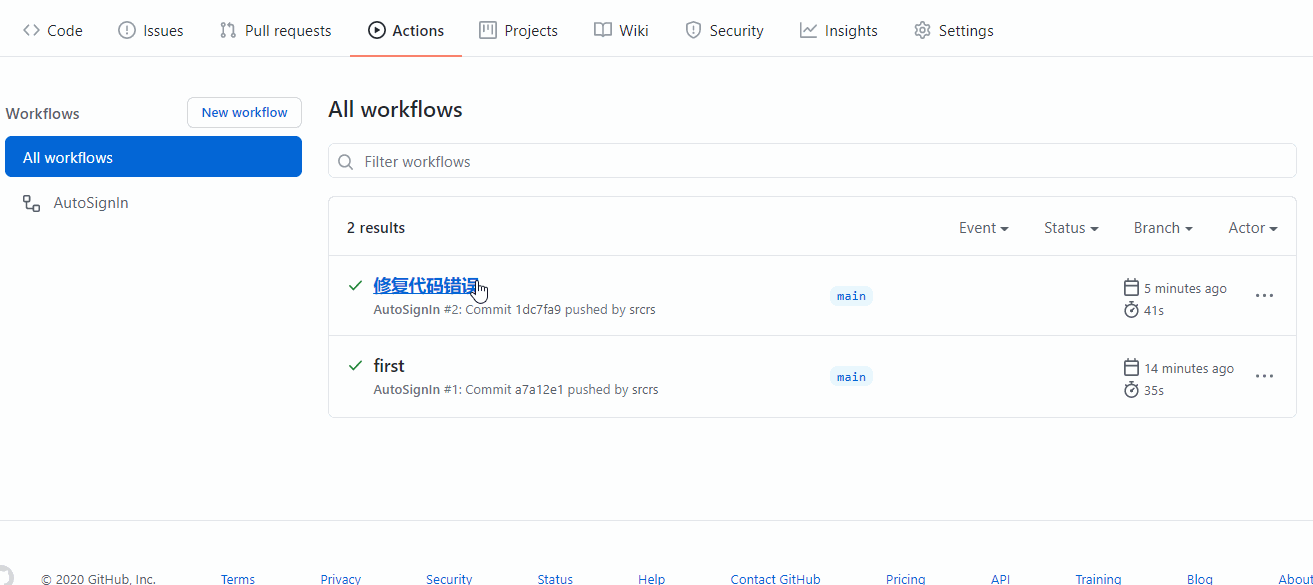 Code Issues Pull requests Actions Projects Wiki Security Insights Settings
Workflows New workflow
All workflows
AutoSignIn
All workflows
Filter workflows
2 results Event Status Branch Actor
修复代码错误
AutoSignIn #2: Commit 1dc7fa9 pushed by srcrs
main
5 minutes ago
41s
first
AutoSignIn #1: Commit a7a12e1 pushed by srcrs
main
14 minutes ago
35s
© 2020 GitHub, Inc. Terms Privacy Security Status Help Contact GitHub Pricing API Training Blog About